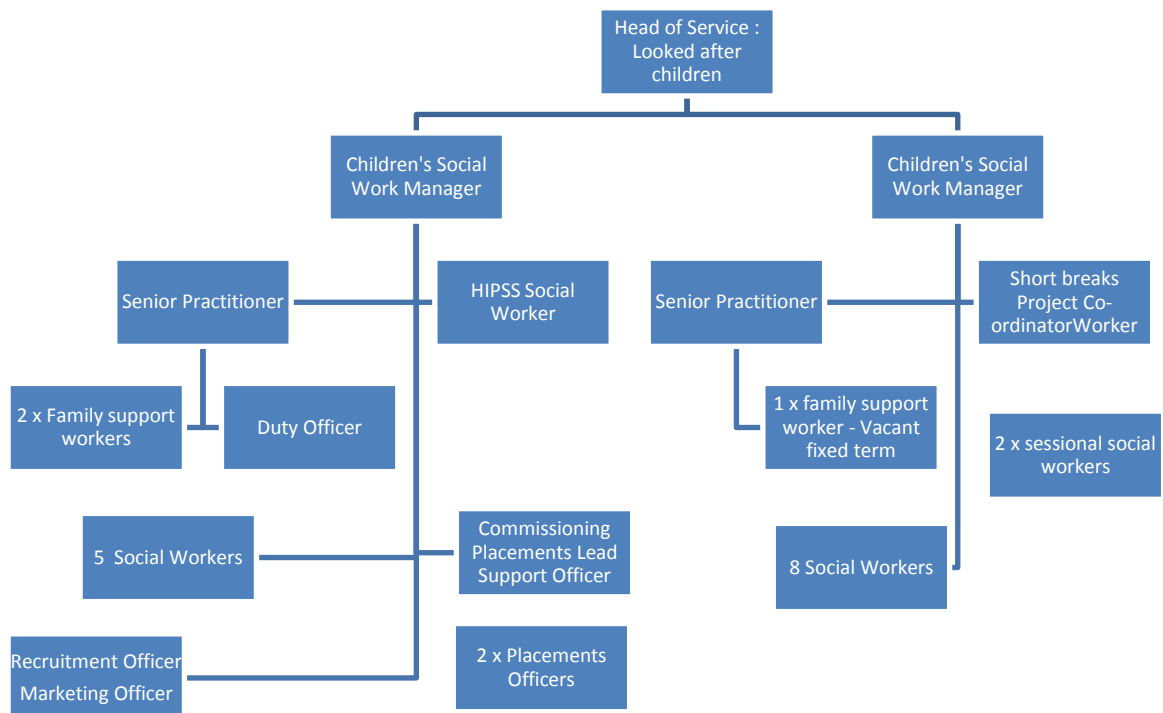 Head of Service :
Looked after
children
Children's Social
Work Manager
Children's Social
Work Manager
Senior Practitioner
HIPSS Social
Worker
Senior Practitioner
Short breaks
Project Co-
ordinatorWorker
2 x Family support
workers
Duty Officer
1 x family support
worker - Vacant
fixed term
2 x sessional social
workers
5  Social Workers
Commissioning
Placements Lead
Support Officer
8 Social Workers
Recruitment Officer
Marketing Officer
2 x Placements
Officers